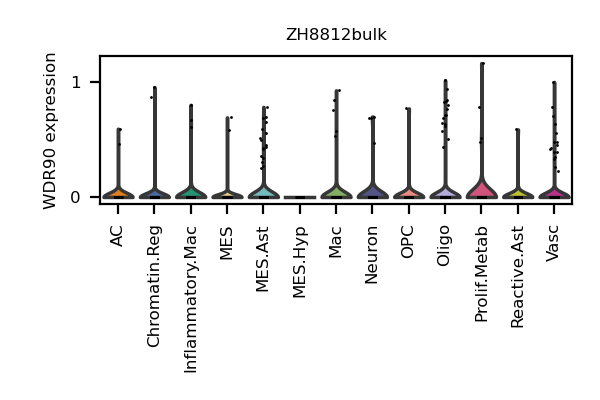 ZH8812bulk
WDR90 expression
1
0
AC
Chromatin.Reg
Inflammatory.Mac
MES
MES.Ast
MES.Hyp
Mac
Neuron
OPC
Oligo
Prolif.Metab
Reactive.Ast
Vasc